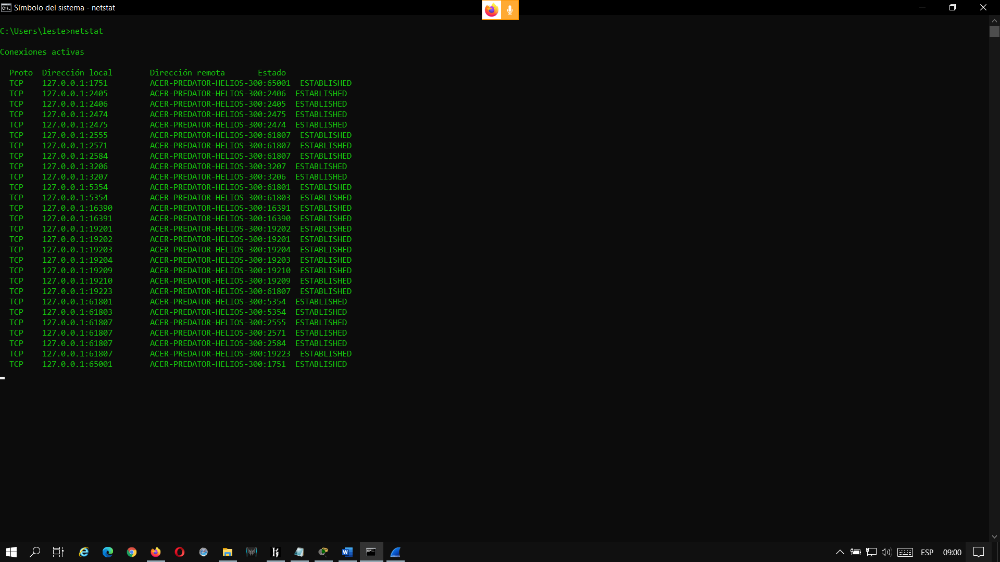 Símbolo del sistema - netstat
C:\Users\leste>netstat
Conexiones activas
Proto  Dirección local        Dirección remota       Estado
TCP    127.0.0.1:1751         ACER-PREDATOR-HELIOS-300:65001  ESTABLISHED
TCP    127.0.0.1:2405         ACER-PREDATOR-HELIOS-300:2406  ESTABLISHED
TCP    127.0.0.1:2406         ACER-PREDATOR-HELIOS-300:2405  ESTABLISHED
TCP    127.0.0.1:2474         ACER-PREDATOR-HELIOS-300:2475  ESTABLISHED
TCP    127.0.0.1:2475         ACER-PREDATOR-HELIOS-300:2474  ESTABLISHED
TCP    127.0.0.1:2555         ACER-PREDATOR-HELIOS-300:61807  ESTABLISHED
TCP    127.0.0.1:2571         ACER-PREDATOR-HELIOS-300:61807  ESTABLISHED
TCP    127.0.0.1:2584         ACER-PREDATOR-HELIOS-300:61807  ESTABLISHED
TCP    127.0.0.1:3206         ACER-PREDATOR-HELIOS-300:3207  ESTABLISHED
TCP    127.0.0.1:3207         ACER-PREDATOR-HELIOS-300:3206  ESTABLISHED
TCP    127.0.0.1:5354         ACER-PREDATOR-HELIOS-300:61801  ESTABLISHED
TCP    127.0.0.1:5354         ACER-PREDATOR-HELIOS-300:61803  ESTABLISHED
TCP    127.0.0.1:16390        ACER-PREDATOR-HELIOS-300:16391  ESTABLISHED
TCP    127.0.0.1:16391        ACER-PREDATOR-HELIOS-300:16390  ESTABLISHED
TCP    127.0.0.1:19201        ACER-PREDATOR-HELIOS-300:19202  ESTABLISHED
TCP    127.0.0.1:19202        ACER-PREDATOR-HELIOS-300:19201  ESTABLISHED
TCP    127.0.0.1:19203        ACER-PREDATOR-HELIOS-300:19204  ESTABLISHED
TCP    127.0.0.1:19204        ACER-PREDATOR-HELIOS-300:19203  ESTABLISHED
TCP    127.0.0.1:19209        ACER-PREDATOR-HELIOS-300:19210  ESTABLISHED
TCP    127.0.0.1:19210        ACER-PREDATOR-HELIOS-300:19209  ESTABLISHED
TCP    127.0.0.1:19223        ACER-PREDATOR-HELIOS-300:61807  ESTABLISHED
TCP    127.0.0.1:61801        ACER-PREDATOR-HELIOS-300:5354  ESTABLISHED
TCP    127.0.0.1:61803        ACER-PREDATOR-HELIOS-300:5354  ESTABLISHED
TCP    127.0.0.1:61807        ACER-PREDATOR-HELIOS-300:2555  ESTABLISHED
TCP    127.0.0.1:61807        ACER-PREDATOR-HELIOS-300:2571  ESTABLISHED
TCP    127.0.0.1:61807        ACER-PREDATOR-HELIOS-300:2584  ESTABLISHED
TCP    127.0.0.1:61807        ACER-PREDATOR-HELIOS-300:19223  ESTABLISHED
TCP    127.0.0.1:65001        ACER-PREDATOR-HELIOS-300:1751  ESTABLISHED
ESP 09:00